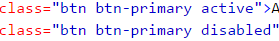 class="btn btn-primary active">A
class="btn btn-primary disabled"